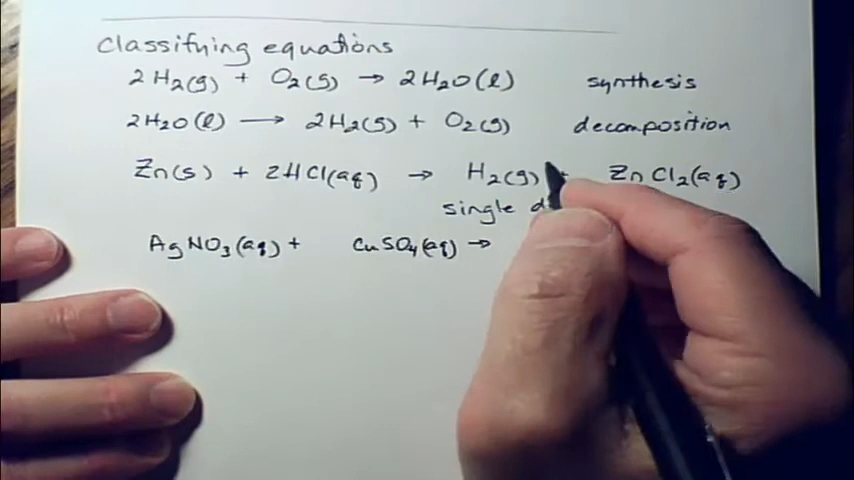 classifying equations
2H₂(g) + O₂(g) → 2H₂O(l) synthesis
2H₂O(l) → 2H₂(g) + O₂(g) decomposition
Zn(s) + 2HCl(aq) → H₂(g) + ZnCl₂(aq)
single d
AgNO₃(aq) + CuSO₄(aq) →